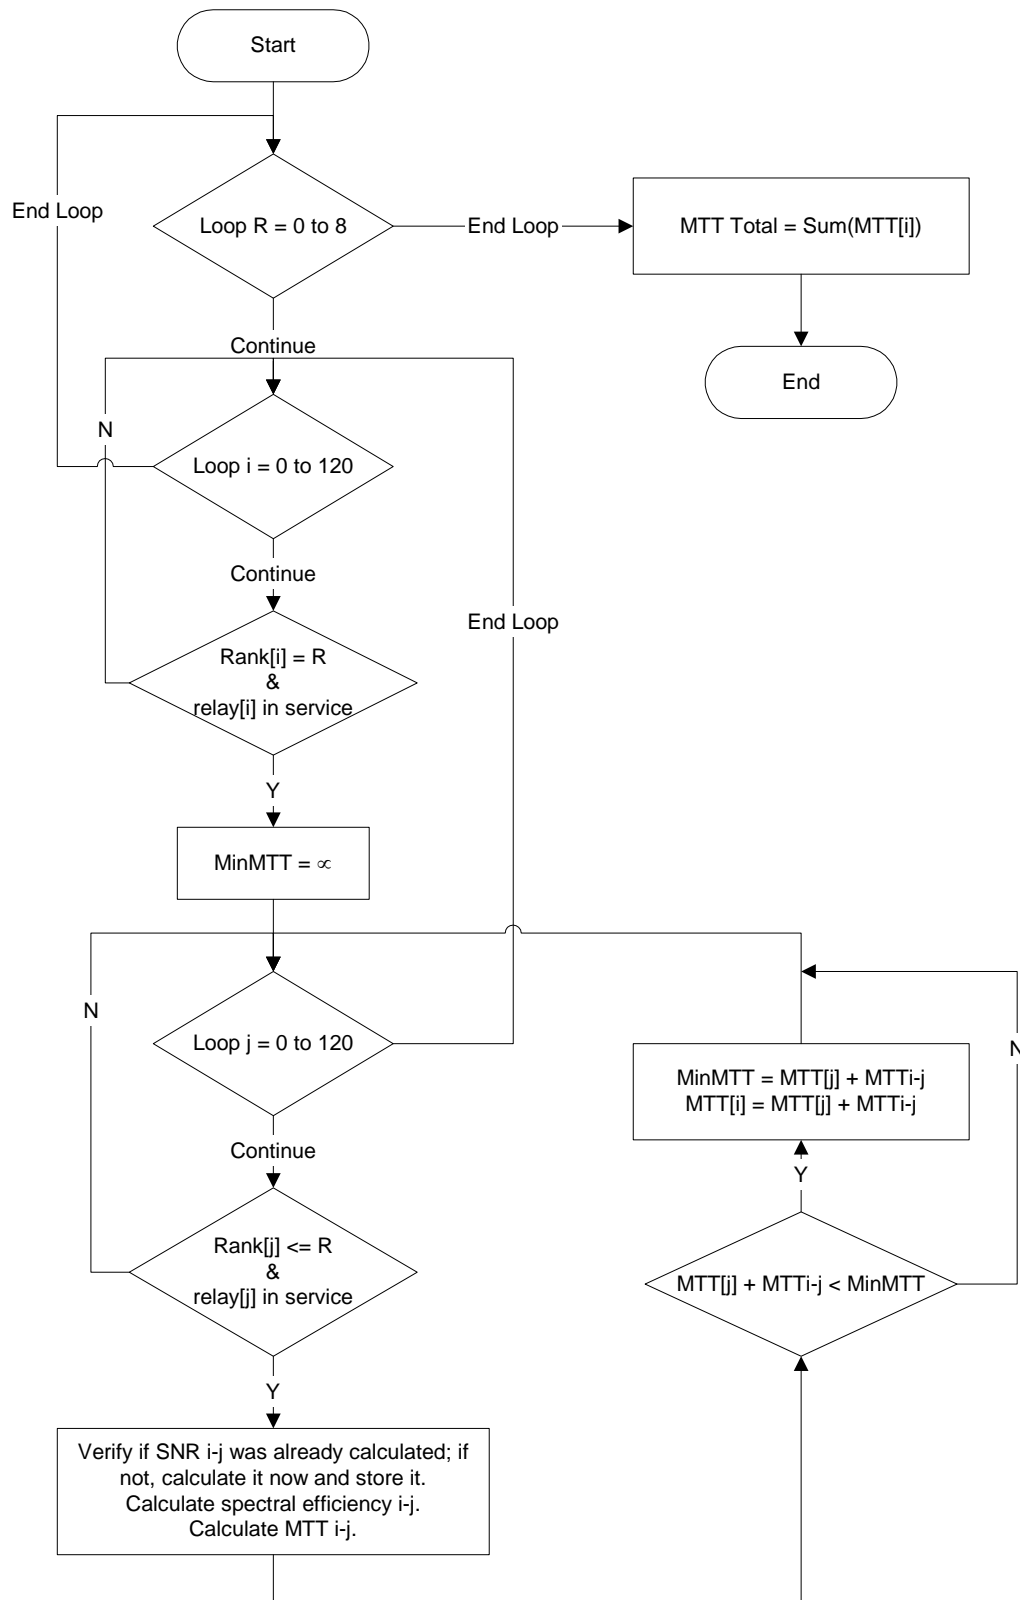 Start
End Loop
Loop R = 0 to 8
End Loop
MTT Total = Sum(MTT[i])
Continue
End
N
Loop i = 0 to 120
Continue
End Loop
Rank[i] = R
&
relay[i] in service
Y
MinMTT = ∝
N
Loop j = 0 to 120
N
MinMTT = MTT[j] + MTTi-j
MTT[i] = MTT[j] + MTTi-j
Continue
Y
Rank[j] <= R
&
relay[j] in service
MTT[j] + MTTi-j < MinMTT
Y
Verify if SNR i-j was already calculated; if
not, calculate it now and store it.
Calculate spectral efficiency i-j.
Calculate MTT i-j.